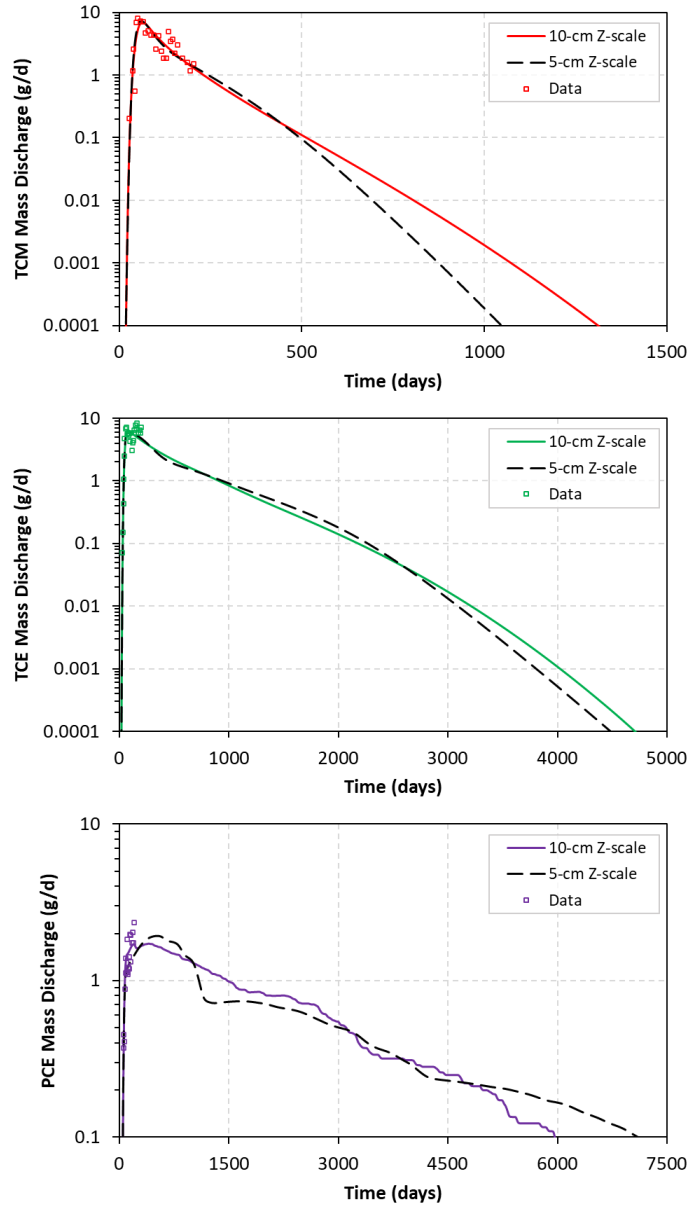 TCM Mass Discharge (g/d)
10
1
0.1
0.01
0.001
0.0001
10-cm Z-scale
5-cm Z-scale
Data
0 500 1000 1500
Time (days)
TCE Mass Discharge (g/d)
10
1
0.1
0.01
0.001
0.0001
10-cm Z-scale
5-cm Z-scale
Data
0 1000 2000 3000 4000 5000
Time (days)
PCE Mass Discharge (g/d)
10
1
0.1
10-cm Z-scale
5-cm Z-scale
Data
0 1500 3000 4500 6000 7500
Time (days)